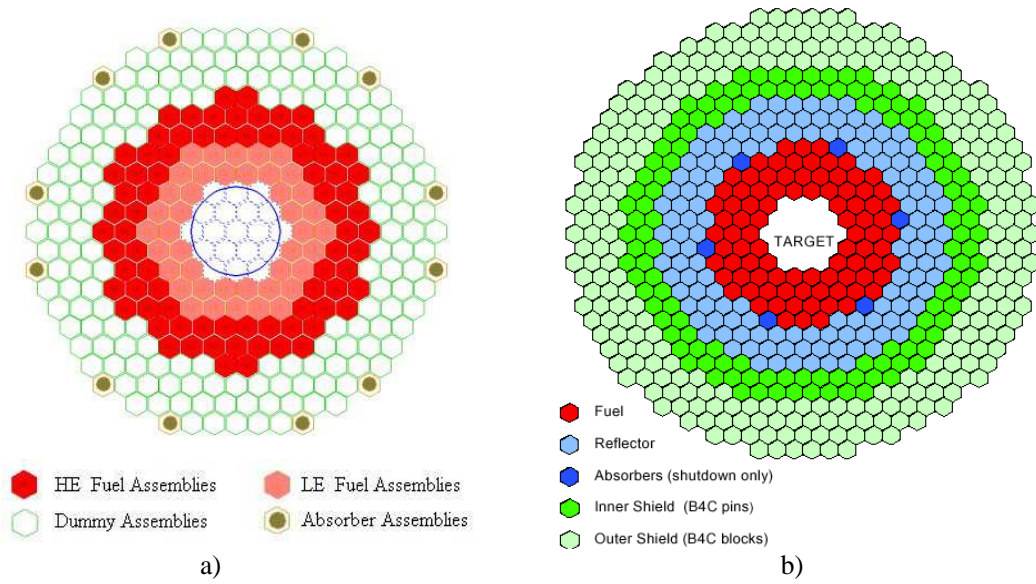 TARGET
HE Fuel Assemblies
LE Fuel Assemblies
Dummy Assemblies
Absorber Assemblies
a)
Fuel
Reflector
Absorbers (shutdown only)
Inner Shield (B4C pins)
Outer Shield (B4C blocks)
b)